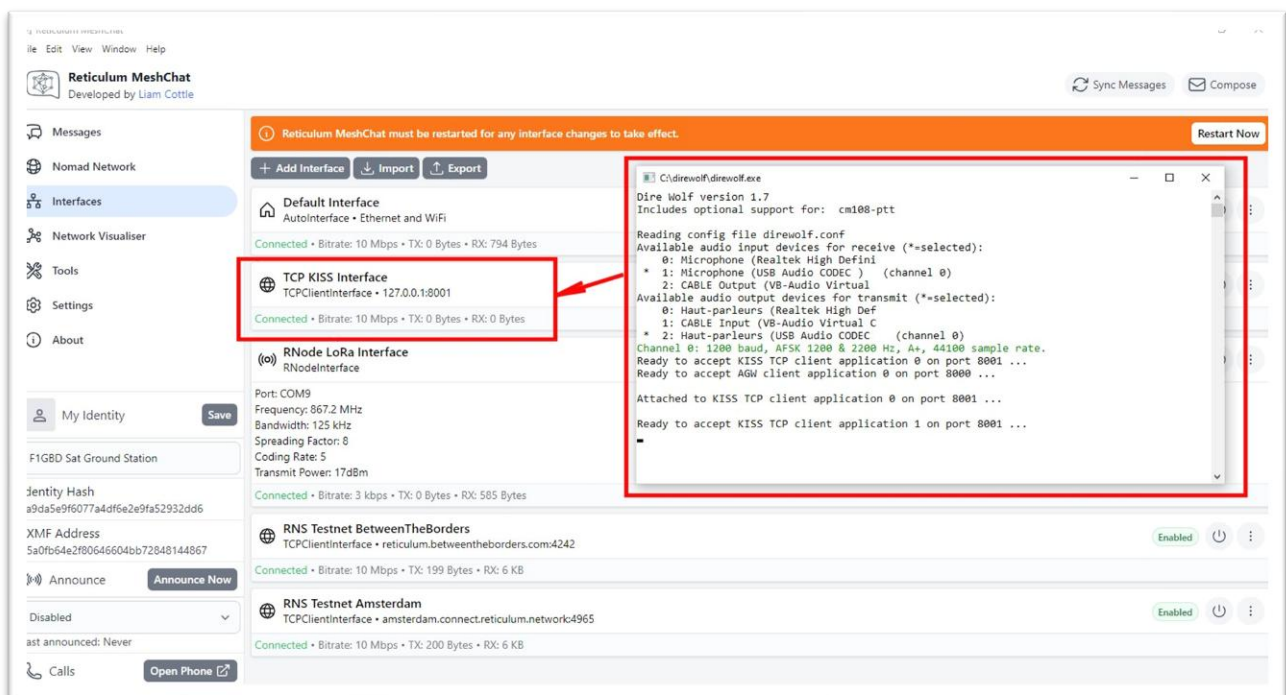 Reticulum MeshChat
ile Edit View Window Help
Reticulum MeshChat
Developed by Liam Cottle
Sync Messages
Compose
Messages
Nomad Network
Interfaces
Network Visualiser
Tools
Settings
About
My Identity
Save
F1GBD Sat Ground Station
dentity Hash
a9da5e9f6077a4df6e2e9fa52932dd6
XMF Address
5a0fb64e2f80646604bb72848144867
Announce
Announce Now
Disabled
ast announced: Never
Calls
Open Phone
Reticulum MeshChat must be restarted for any interface changes to take effect.
Restart Now
Add Interface
Import
Export
Default Interface
AutoInterface • Ethernet and WiFi
Connected • Bitrate: 10 Mbps • TX: 0 Bytes • RX: 794 Bytes
TCP KISS Interface
TCPClientInterface • 127.0.0.1:8001
Connected • Bitrate: 10 Mbps • TX: 0 Bytes • RX: 0 Bytes
RNode LoRa Interface
RNodeInterface
Port: COM9
Frequency: 867.2 MHz
Bandwidth: 125 kHz
Spreading Factor: 8
Coding Rate: 5
Transmit Power: 17dBm
Connected • Bitrate: 3 kbps • TX: 0 Bytes • RX: 585 Bytes
RNS Testnet BetweenTheBorders
TCPClientInterface • reticulum.betweentheborders.com:4242
Enabled
Connected • Bitrate: 10 Mbps • TX: 199 Bytes • RX: 6 KB
RNS Testnet Amsterdam
TCPClientInterface • amsterdam.connect.reticulum.network:4965
Enabled
Connected • Bitrate: 10 Mbps • TX: 200 Bytes • RX: 6 KB
C:\direwolf\direwolf.exe
Dire Wolf version 1.7
Includes optional support for: cm108-ptt
Reading config file direwolf.conf
Available audio input devices for receive (*=selected):
0: Microphone (Realtek High Defini
* 1: Microphone (USB Audio CODEC ) (channel 0)
2: CABLE Output (VB-Audio Virtual
Available audio output devices for transmit (*=selected):
0: Haut-parleurs (Realtek High Def
1: CABLE Input (VB-Audio Virtual C
* 2: Haut-parleurs (USB Audio CODEC (channel 0)
Channel 0: 1200 baud, AFSK 1200 & 2200 Hz, A+, 44100 sample rate.
Ready to accept KISS TCP client application 0 on port 8001 ...
Ready to accept AGW client application 0 on port 8000 ...
Attached to KISS TCP client application 0 on port 8001 ...
Ready to accept KISS TCP client application 1 on port 8001 ...